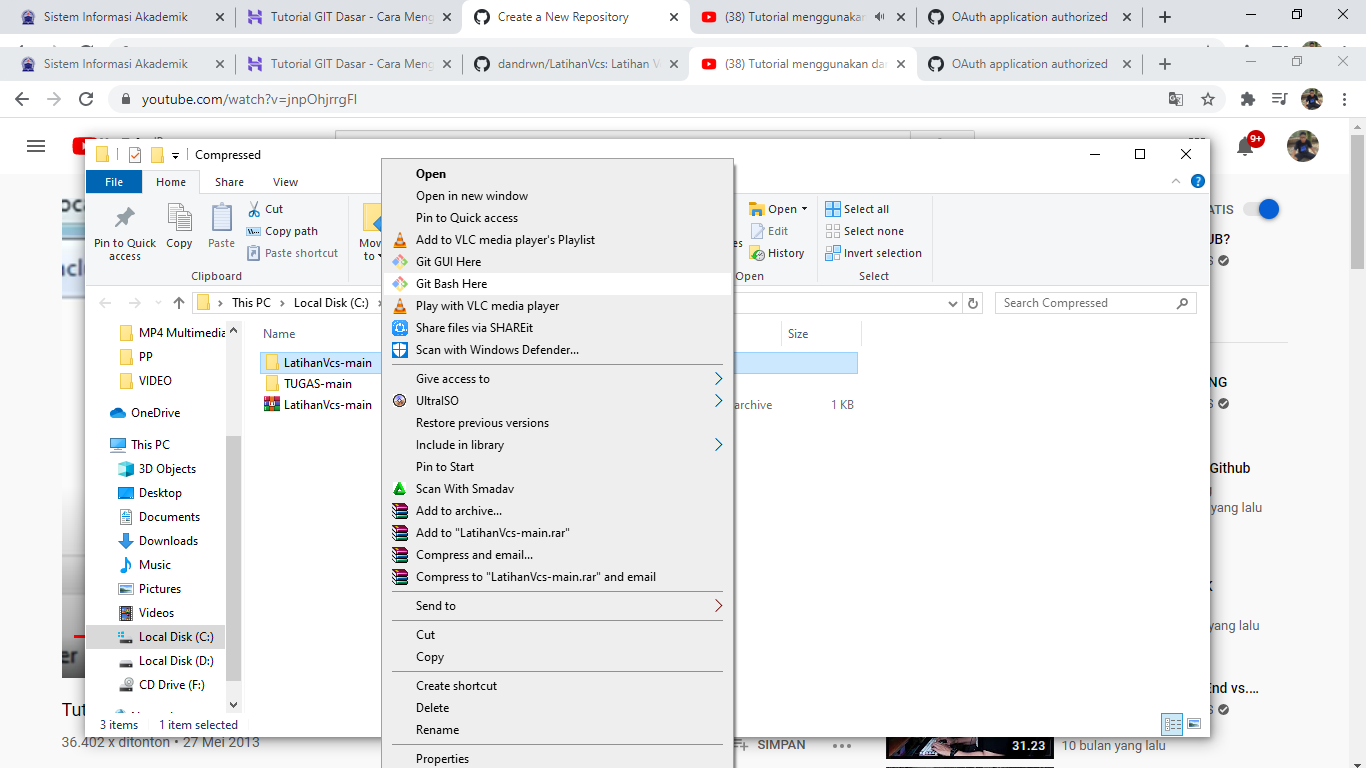 Sistem Informasi Akademik
Tutorial GIT Dasar - Cara Meng
Create a New Repository
(38) Tutorial menggunakan
OAuth application authorized
Sistem Informasi Akademik
Tutorial GIT Dasar - Cara Meng
dandrwn/LatihanVcs: Latihan V
(38) Tutorial menggunakan da
OAuth application authorized
youtube.com/watch?v=jnpOhjrrgFI
9+
Compressed
File
Home
Share
View
Pin to Quick access
Copy
Paste
Cut
Copy path
Paste shortcut
Clipboard
Mov
to
Open
Edit
History
Open
Select all
Select none
Invert selection
Select
This PC
Local Disk (C:)
Search Compressed
MP4 Multimedia
PP
VIDEO
OneDrive
This PC
3D Objects
Desktop
Documents
Downloads
Music
Pictures
Videos
Local Disk (C:)
Local Disk (D:)
CD Drive (F:)
Name
Size
LatihanVcs-main
TUGAS-main
LatihanVcs-main
archive
1 KB
Open
Open in new window
Pin to Quick access
Add to VLC media player's Playlist
Git GUI Here
Git Bash Here
Play with VLC media player
Share files via SHAREit
Scan with Windows Defender...
Give access to
UltraISO
Restore previous versions
Include in library
Pin to Start
Scan With Smadav
Add to archive...
Add to "LatihanVcs-main.rar"
Compress and email...
Compress to "LatihanVcs-main.rar" and email
Send to
Cut
Copy
Create shortcut
Delete
Rename
Properties
3 items
1 item selected
ATIS
UB?
S
NG
S
Github
yang lalu
K
yang lalu
End vs....
S
31.23
10 bulan yang lalu
Tut
36.402 x ditonton • 27 Mei 2013
SIMPAN